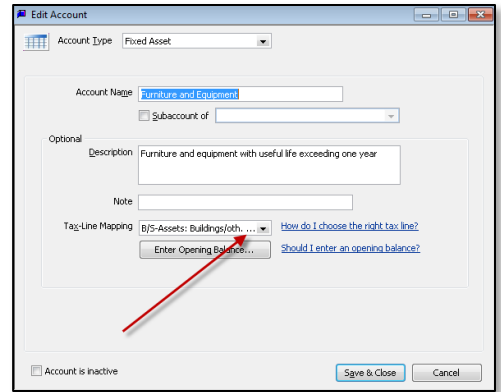 Edit Account
Account Type Fixed Asset
Account Name Furniture and Equipment
Subaccount of
Optional
Description Furniture and equipment with useful life exceeding one year
Note
Tax-Line Mapping B/S-Assets: Buildings/oth. ... How do I choose the right tax line?
Enter Opening Balance... Should I enter an opening balance?
Account is inactive Save & Close Cancel